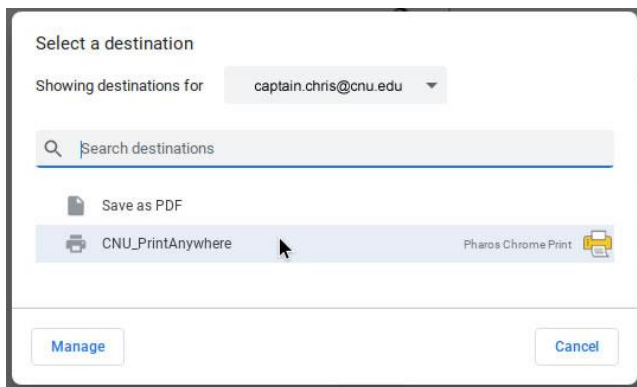 Select a destination
Showing destinations for captain.chris@cnu.edu
Search destinations
Save as PDF
CNU_PrintAnywhere Pharos Chrome Print
Manage Cancel